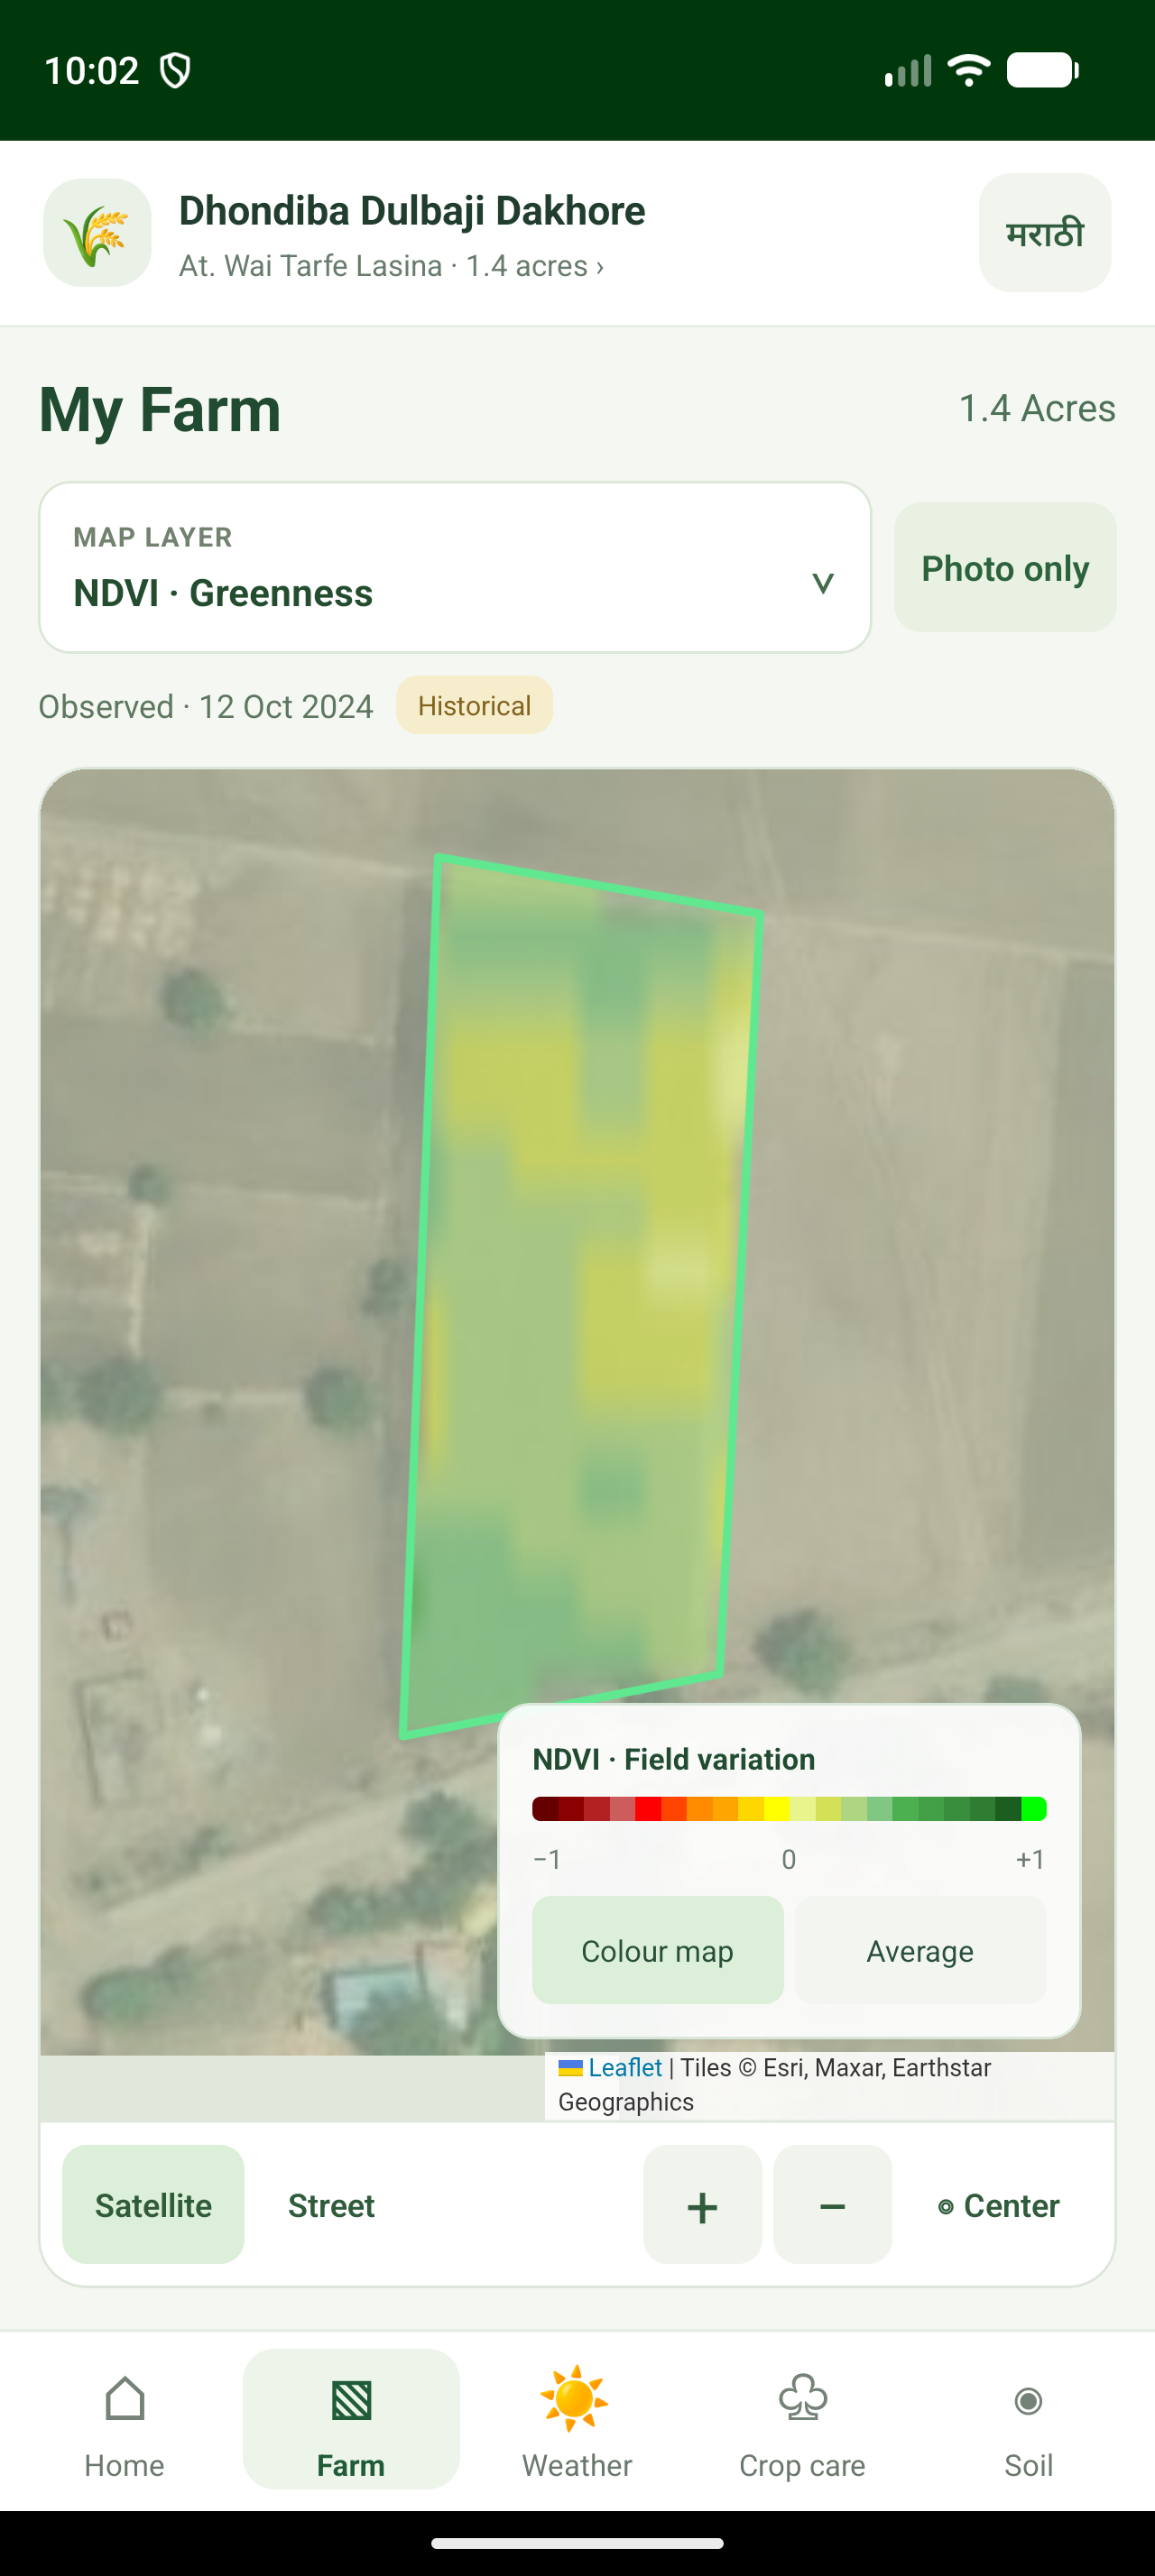 10:02
Dhondiba Dulbaji Dakhore
At. Wai Tarfe Lasina · 1.4 acres ›
मराठी
My Farm
1.4 Acres
MAP LAYER
NDVI · Greenness
Photo only
Observed · 12 Oct 2024
Historical
NDVI · Field variation
−1 0 +1
Colour map
Average
Leaflet | Tiles © Esri, Maxar, Earthstar
Geographics
Satellite
Street
+
−
Center
Home
Farm
Weather
Crop care
Soil